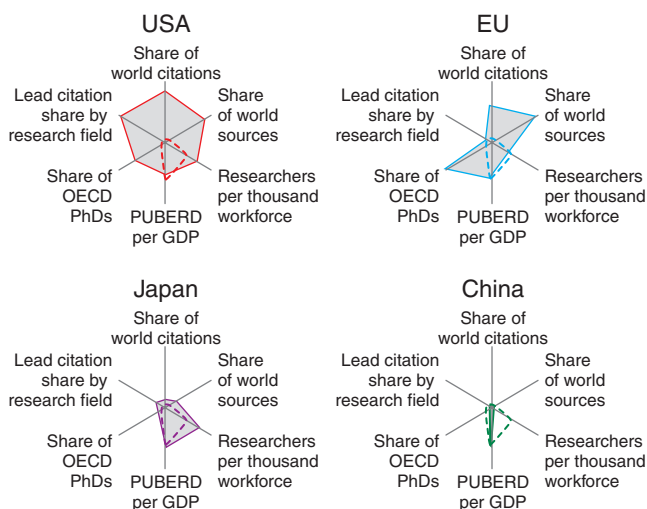 USA
Share of
world citations
Lead citation
share by
research field
Share
of world
sources
Share of
OECD
PhDs
PUBERD
per GDP
Researchers
per thousand
workforce
EU
Share of
world citations
Lead citation
share by
research field
Share
of world
sources
Share of
OECD
PhDs
PUBERD
per GDP
Researchers
per thousand
workforce
Japan
Share of
world citations
Lead citation
share by
research field
Share
of world
sources
Share of
OECD
PhDs
PUBERD
per GDP
Researchers
per thousand
workforce
China
Share of
world citations
Lead citation
share by
research field
Share
of world
sources
Share of
OECD
PhDs
PUBERD
per GDP
Researchers
per thousand
workforce